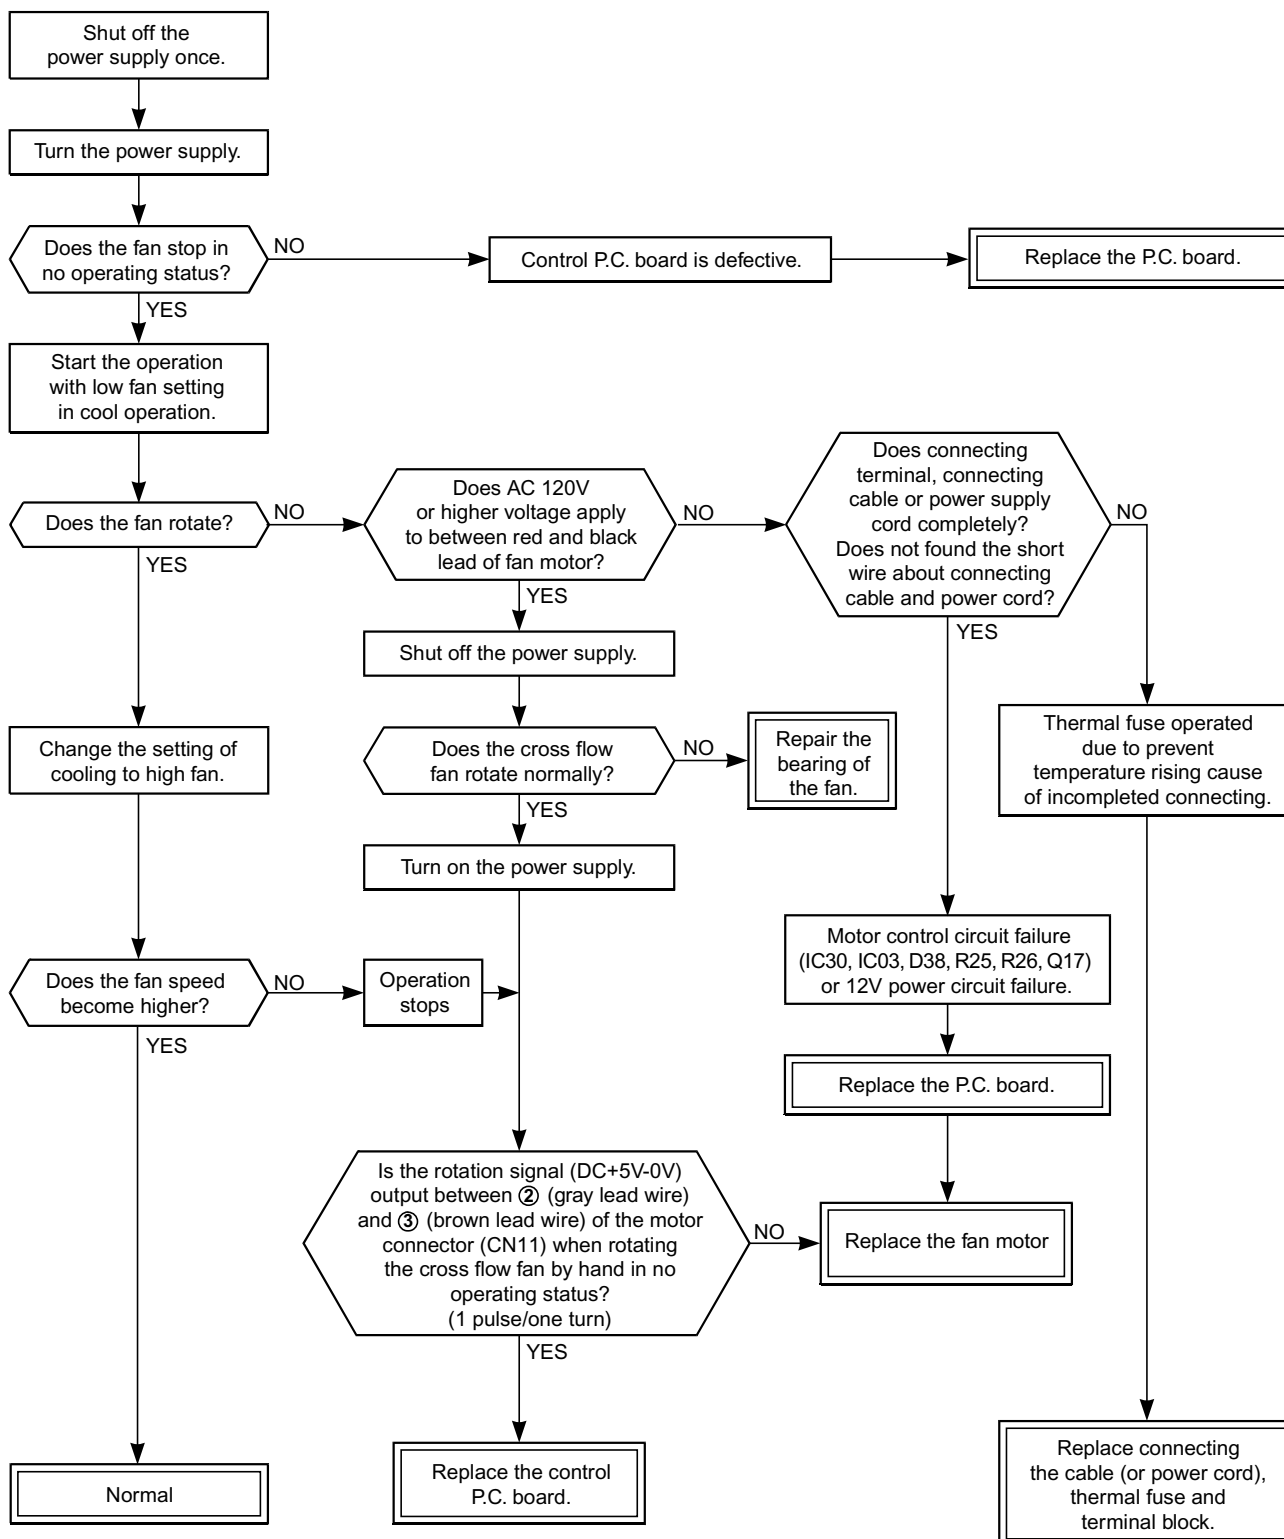 Shut off the
power supply once.
Turn the power supply.
Does the fan stop in
no operating status?
NO
Control P.C. board is defective.
Replace the P.C. board.
YES
Start the operation
with low fan setting
in cool operation.
Does the fan rotate?
NO
Does AC 120V
or higher voltage apply
to between red and black
lead of fan motor?
NO
Does connecting
terminal, connecting
cable or power supply
cord completely?
Does not found the short
wire about connecting
cable and power cord?
NO
YES
YES
YES
Shut off the power supply.
Change the setting of
cooling to high fan.
Does the cross flow
fan rotate normally?
NO
Repair the
bearing of
the fan.
Thermal fuse operated
due to prevent
temperature rising cause
of incompleted connecting.
YES
Turn on the power supply.
Motor control circuit failure
(IC30, IC03, D38, R25, R26, Q17)
or 12V power circuit failure.
Does the fan speed
become higher?
NO
Operation
stops
YES
Replace the P.C. board.
Is the rotation signal (DC+5V-0V)
output between ② (gray lead wire)
and ③ (brown lead wire) of the motor
connector (CN11) when rotating
the cross flow fan by hand in no
operating status?
(1 pulse/one turn)
NO
Replace the fan motor
YES
Normal
Replace the control
P.C. board.
Replace connecting
the cable (or power cord),
thermal fuse and
terminal block.